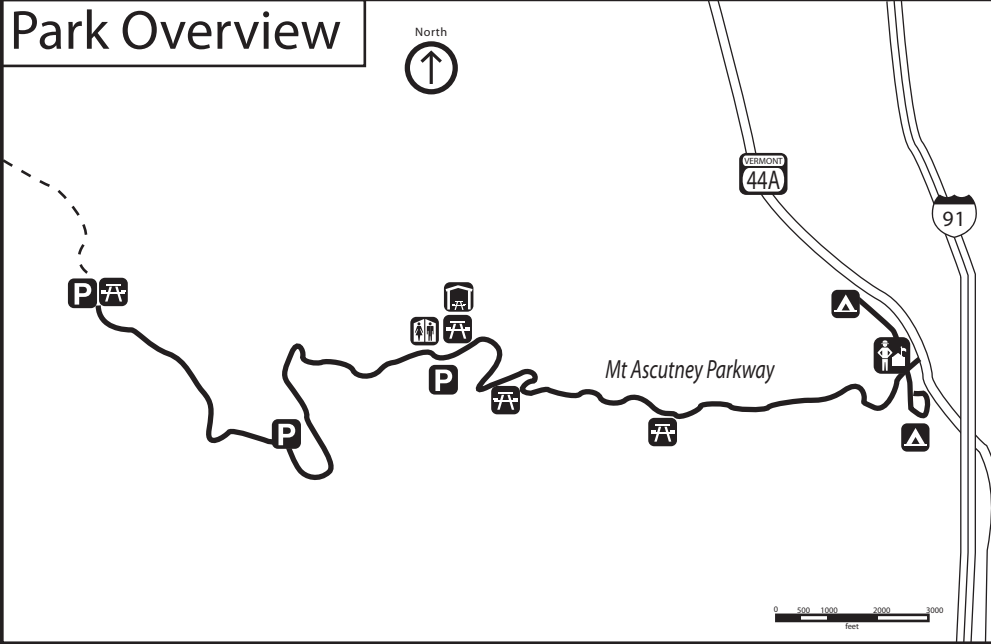 Park Overview
North
VERMONT
44A
91
P
P
P
Mt Ascutney Parkway
0 500 1000 2000 3000
feet